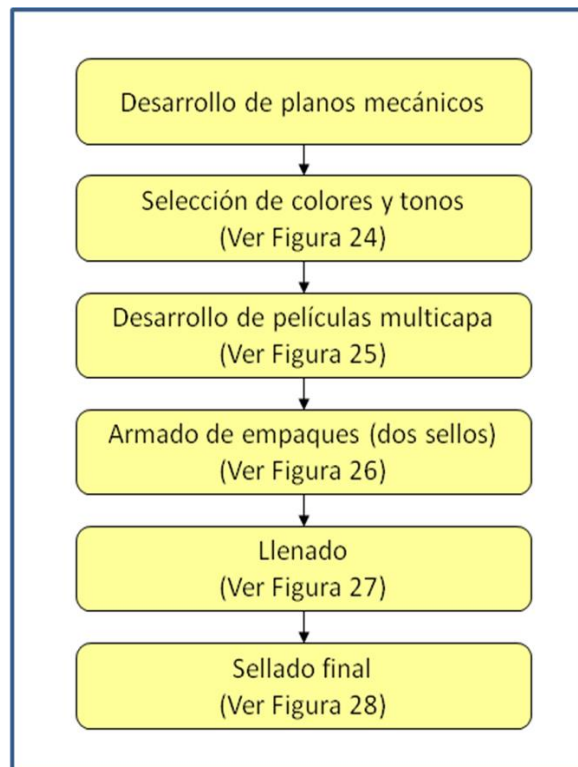 Desarrollo de planos mecánicos
Selección de colores y tonos
(Ver Figura 24)
Desarrollo de películas multicapa
(Ver Figura 25)
Armado de empaques (dos sellos)
(Ver Figura 26)
Llenado
(Ver Figura 27)
Sellado final
(Ver Figura 28)